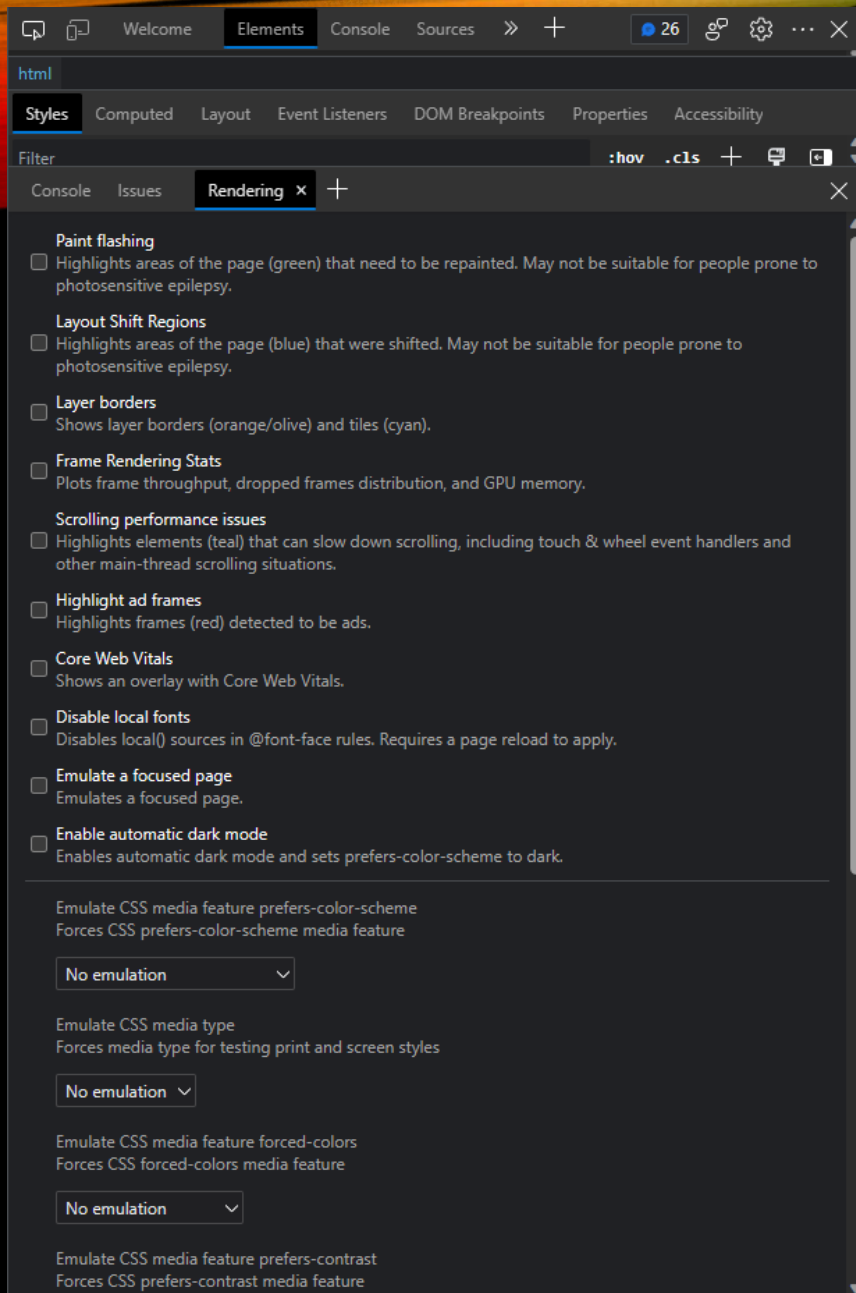 Welcome Elements Console Sources 26
html
Styles Computed Layout Event Listeners DOM Breakpoints Properties Accessibility
Filter :hov .cls
Console Issues Rendering
Paint flashing
Highlights areas of the page (green) that need to be repainted. May not be suitable for people prone to
photosensitive epilepsy.
Layout Shift Regions
Highlights areas of the page (blue) that were shifted. May not be suitable for people prone to
photosensitive epilepsy.
Layer borders
Shows layer borders (orange/olive) and tiles (cyan).
Frame Rendering Stats
Plots frame throughput, dropped frames distribution, and GPU memory.
Scrolling performance issues
Highlights elements (teal) that can slow down scrolling, including touch & wheel event handlers and
other main-thread scrolling situations.
Highlight ad frames
Highlights frames (red) detected to be ads.
Core Web Vitals
Shows an overlay with Core Web Vitals.
Disable local fonts
Disables local() sources in @font-face rules. Requires a page reload to apply.
Emulate a focused page
Emulates a focused page.
Enable automatic dark mode
Enables automatic dark mode and sets prefers-color-scheme to dark.
Emulate CSS media feature prefers-color-scheme
Forces CSS prefers-color-scheme media feature
No emulation
Emulate CSS media type
Forces media type for testing print and screen styles
No emulation
Emulate CSS media feature forced-colors
Forces CSS forced-colors media feature
No emulation
Emulate CSS media feature prefers-contrast
Forces CSS prefers-contrast media feature